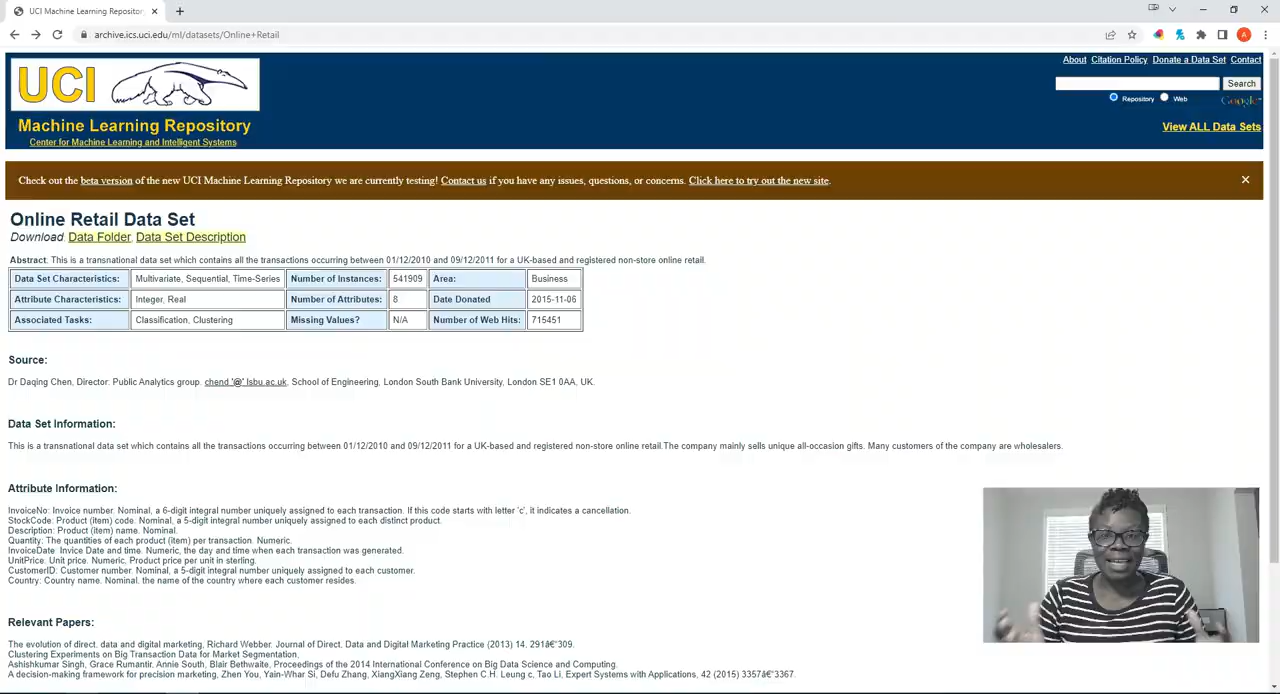 UCI Machine Learning Repositor
archive.ics.uci.edu/ml/datasets/Online+Retail
A
About Citation Policy Donate a Data Set Contact
UCI
Search
Repository Web Google
Machine Learning Repository
Center for Machine Learning and Intelligent Systems
View ALL Data Sets
Check out the beta version of the new UCI Machine Learning Repository we are currently testing! Contact us if you have any issues, questions, or concerns. Click here to try out the new site.
Online Retail Data Set
Download: Data Folder, Data Set Description
Abstract: This is a transnational data set which contains all the transactions occurring between 01/12/2010 and 09/12/2011 for a UK-based and registered non-store online retail.
Data Set Characteristics: Multivariate, Sequential, Time-Series Number of Instances: 541909 Area: Business
Attribute Characteristics: Integer, Real Number of Attributes: 8 Date Donated 2015-11-06
Associated Tasks: Classification, Clustering Missing Values? N/A Number of Web Hits: 715451
Source:
Dr Daqing Chen, Director: Public Analytics group. chend '@' lsbu.ac.uk, School of Engineering, London South Bank University, London SE1 0AA, UK.
Data Set Information:
This is a transnational data set which contains all the transactions occurring between 01/12/2010 and 09/12/2011 for a UK-based and registered non-store online retail.The company mainly sells unique all-occasion gifts. Many customers of the company are wholesalers.
Attribute Information:
InvoiceNo: Invoice number. Nominal, a 6-digit integral number uniquely assigned to each transaction. If this code starts with letter 'c', it indicates a cancellation.
StockCode: Product (item) code. Nominal, a 5-digit integral number uniquely assigned to each distinct product.
Description: Product (item) name. Nominal.
Quantity: The quantities of each product (item) per transaction. Numeric.
InvoiceDate: Invice Date and time. Numeric, the day and time when each transaction was generated.
UnitPrice: Unit price. Numeric, Product price per unit in sterling.
CustomerID: Customer number. Nominal, a 5-digit integral number uniquely assigned to each customer.
Country: Country name. Nominal, the name of the country where each customer resides.
Relevant Papers:
The evolution of direct, data and digital marketing, Richard Webber, Journal of Direct, Data and Digital Marketing Practice (2013) 14, 291â€“309.
Clustering Experiments on Big Transaction Data for Market Segmentation,
Ashishkumar Singh, Grace Rumantir, Annie South, Blair Bethwaite, Proceedings of the 2014 International Conference on Big Data Science and Computing.
A decision-making framework for precision marketing, Zhen You, Yain-Whar Si, Defu Zhang, XiangXiang Zeng, Stephen C.H. Leung c, Tao Li, Expert Systems with Applications, 42 (2015) 3357â€“3367.